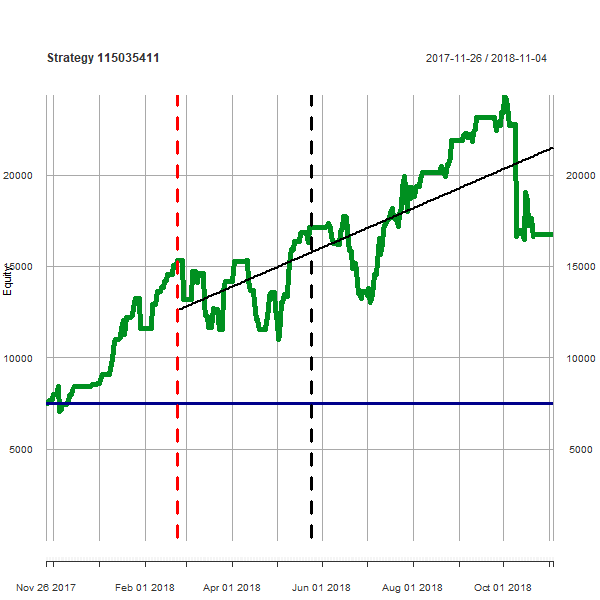 Strategy 115035411
2017-11-26 / 2018-11-04
20000
20000
15000
15000
Equity
10000
10000
5000
5000
Nov 26 2017
Feb 01 2018
Apr 01 2018
Jun 01 2018
Aug 01 2018
Oct 01 2018